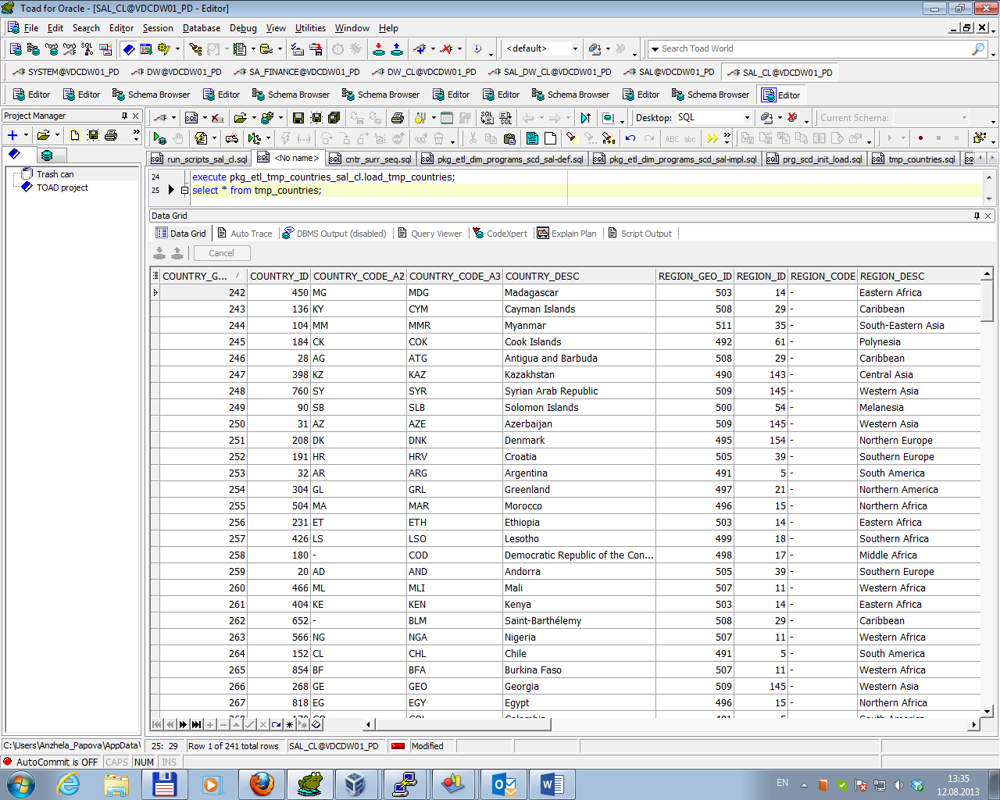 Toad for Oracle - [SAL_CL@VDCDW01_PD - Editor]
File Edit Search Editor Session Database Debug View Utilities Window Help
<default> Search Toad World
SYSTEM@VDCDW01_PD DW@VDCDW01_PD SA_FINANCE@VDCDW01_PD DW_CL@VDCDW01_PD SAL_DW_CL@VDCDW01_PD SAL@VDCDW01_PD SAL_CL@VDCDW01_PD
Editor Editor Schema Browser Editor Schema Browser Schema Browser Editor Editor Schema Browser Editor Schema Browser Editor
Project Manager
Desktop: SQL Current Schema:
ABC abc
run_scripts_sal_cl.sql <No name> cntr_surr_seq.sql pkg_etl_dim_programs_scd_sal-def.sql pkg_etl_dim_programs_scd_sal-impl.sql prg_scd_init_load.sql tmp_countries.sql
Trash can
TOAD project
24 execute pkg_etl_tmp_countries_sal_cl.load_tmp_countries;
25 select * from tmp_countries;
Data Grid
Data Grid Auto Trace DBMS Output (disabled) Query Viewer CodeXpert Explain Plan Script Output
Cancel
COUNTRY_G... COUNTRY_ID COUNTRY_CODE_A2 COUNTRY_CODE_A3 COUNTRY_DESC REGION_GEO_ID REGION_ID REGION_CODE REGION_DESC
242 450 MG MDG Madagascar 503 14 - Eastern Africa
243 136 KY CYM Cayman Islands 508 29 - Caribbean
244 104 MM MMR Myanmar 511 35 - South-Eastern Asia
245 184 CK COK Cook Islands 492 61 - Polynesia
246 28 AG ATG Antigua and Barbuda 508 29 - Caribbean
247 398 KZ KAZ Kazakhstan 490 143 - Central Asia
248 760 SY SYR Syrian Arab Republic 509 145 - Western Asia
249 90 SB SLB Solomon Islands 500 54 - Melanesia
250 31 AZ AZE Azerbaijan 509 145 - Western Asia
251 208 DK DNK Denmark 495 154 - Northern Europe
252 191 HR HRV Croatia 505 39 - Southern Europe
253 32 AR ARG Argentina 491 5 - South America
254 304 GL GRL Greenland 497 21 - Northern America
255 504 MA MAR Morocco 496 15 - Northern Africa
256 231 ET ETH Ethiopia 503 14 - Eastern Africa
257 426 LS LSO Lesotho 499 18 - Southern Africa
258 180 - COD Democratic Republic of the Con... 498 17 - Middle Africa
259 20 AD AND Andorra 505 39 - Southern Europe
260 466 ML MLI Mali 507 11 - Western Africa
261 404 KE KEN Kenya 503 14 - Eastern Africa
262 652 - BLM Saint-Barthélemy 508 29 - Caribbean
263 566 NG NGA Nigeria 507 11 - Western Africa
264 152 CL CHL Chile 491 5 - South America
265 854 BF BFA Burkina Faso 507 11 - Western Africa
266 268 GE GEO Georgia 509 145 - Western Asia
267 818 EG EGY Egypt 496 15 - Northern Africa
C:\Users\Anzhela_Papova\AppData\ 25: 29 Row 1 of 241 total rows SAL_CL@VDCDW01_PD Modified
AutoCommit is OFF CAPS NUM INS
EN 13:35
12.08.2013